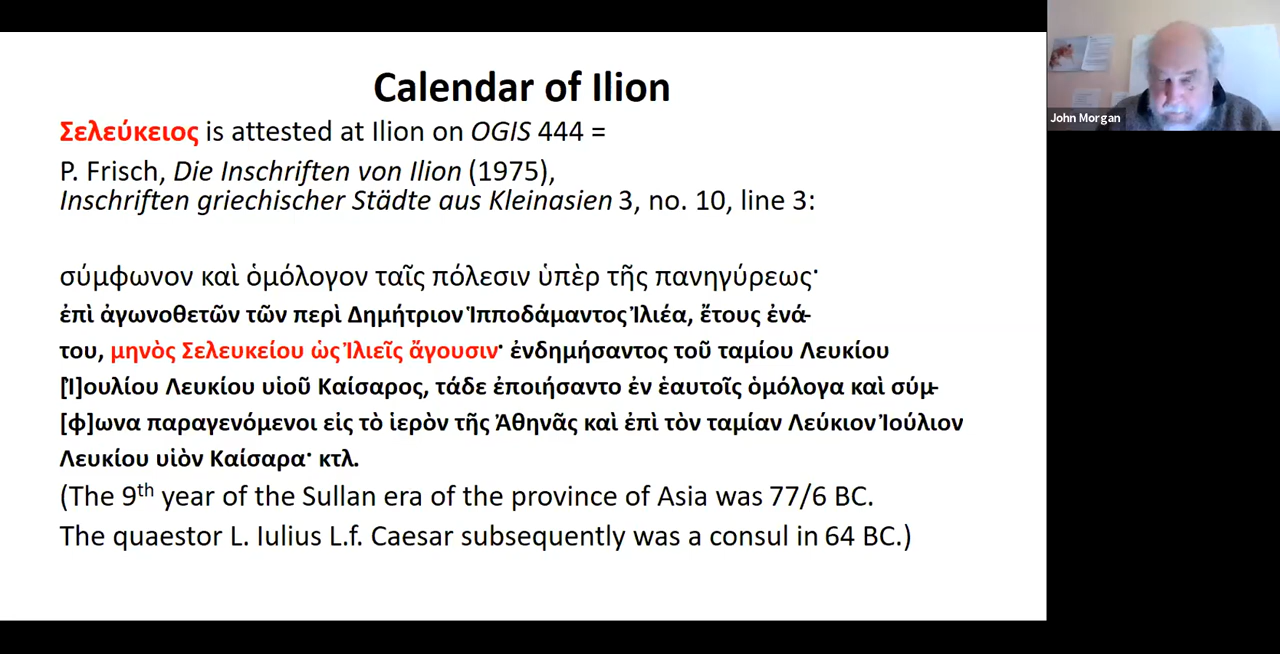 Calendar of Ilion
Σελεύκειος is attested at Ilion on OGIS 444 =
P. Frisch, Die Inschriften von Ilion (1975),
Inschriften griechischer Städte aus Kleinasien 3, no. 10, line 3:
σύμφωνον καὶ ὁμόλογον ταῖς πόλεσιν ὑπὲρ τῆς πανηγύρεως·
ἐπὶ ἀγωνοθετῶν τῶν περὶ Δημήτριον Ἱπποδάμαντος Ἰλιέα, ἔτους ἐνά-
του, μηνὸς Σελευκείου ὡς Ἰλιεῖς ἄγουσιν· ἐνδημήσαντος τοῦ ταμίου Λευκίου
[Ἰ]ουλίου Λευκίου υἱοῦ Καίσαρος, τάδε ἐποιήσαντο ἐν ἑαυτοῖς ὁμόλογα καὶ σύμ-
[φ]ωνα παραγενόμενοι εἰς τὸ ἱερὸν τῆς Ἀθηνᾶς καὶ ἐπὶ τὸν ταμίαν Λεύκιον Ἰούλιον
Λευκίου υἱὸν Καίσαρα· κτλ.
(The 9th year of the Sullan era of the province of Asia was 77/6 BC.
The quaestor L. Iulius L.f. Caesar subsequently was a consul in 64 BC.)
John Morgan